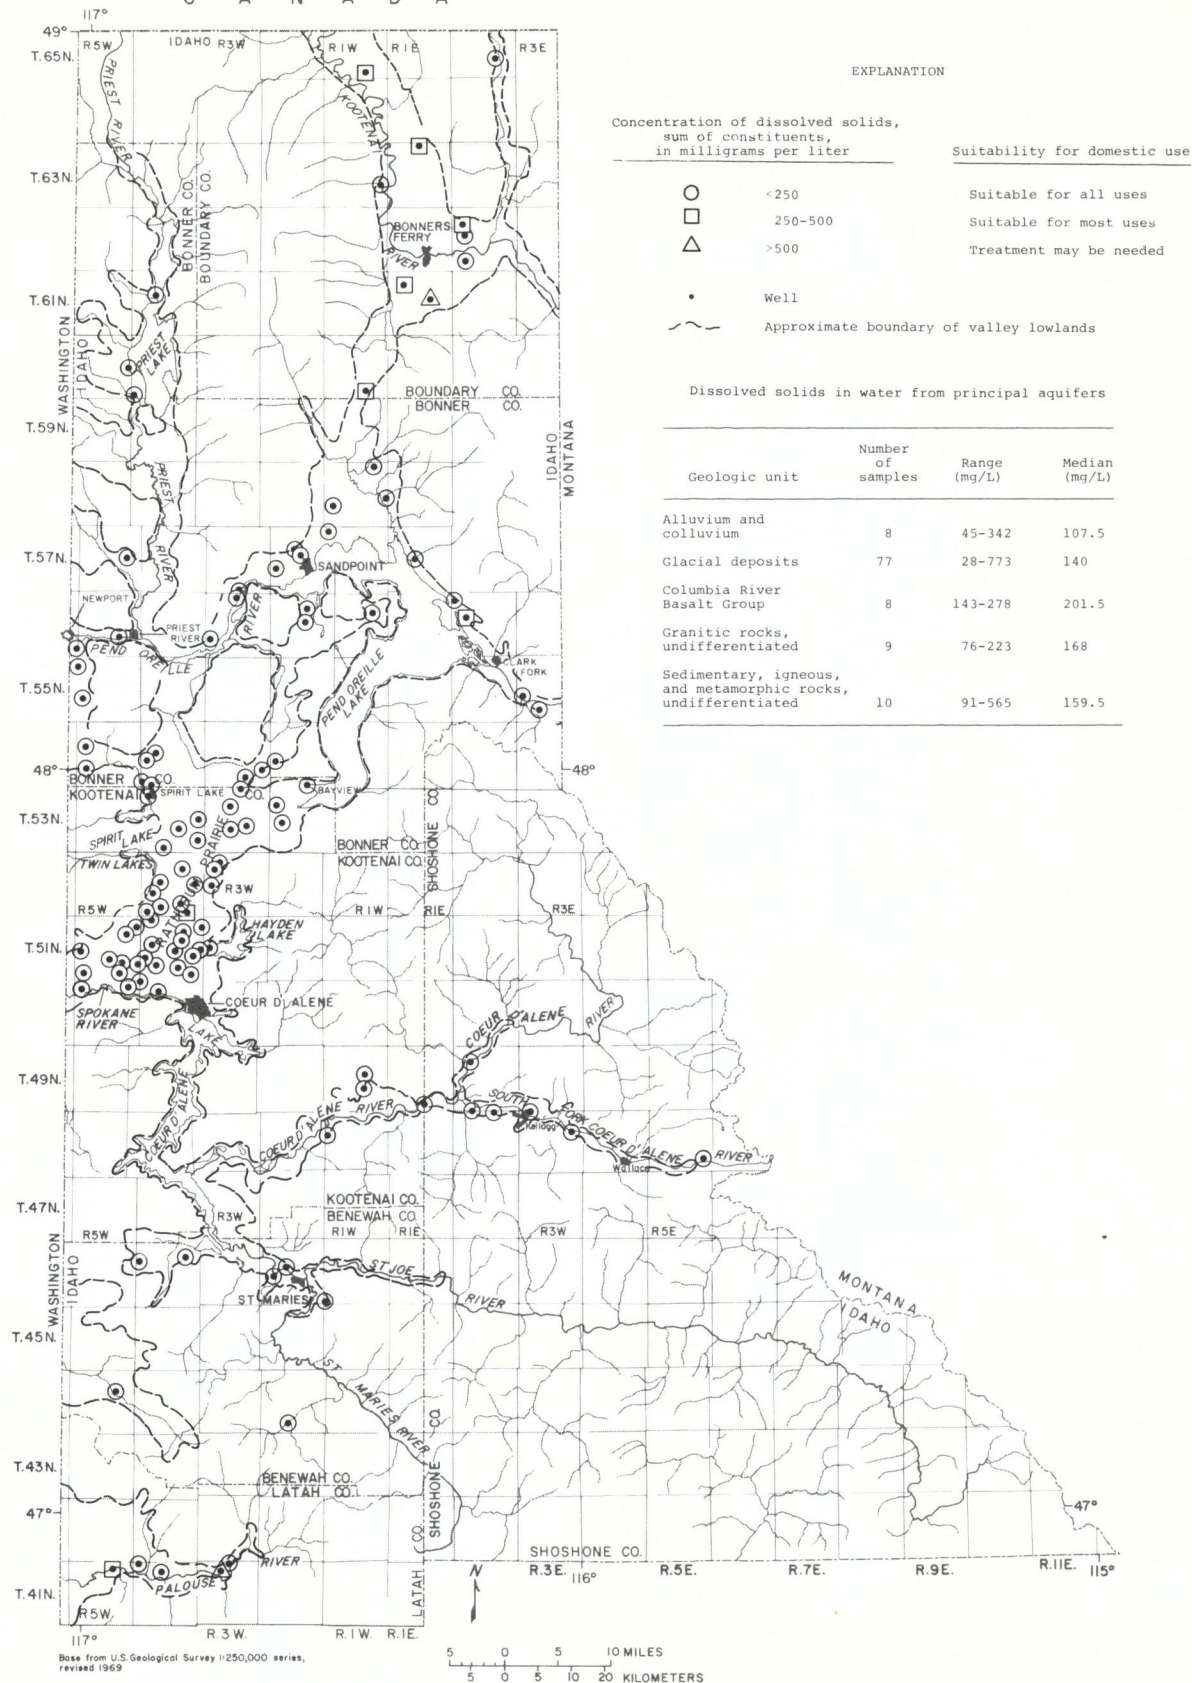 C A N A D A
117°
49°
R5W
IDAHO
R3W
R1W
R1E
R3E
T.65N.
PRIEST RIVER
KOOTENAI
T.63N.
BONNER CO.
BOUNDARY CO.
BONNERS
FERRY
RIVER
T.61N.
WASHINGTON
IDAHO
PRIEST
LAKE
BOUNDARY CO.
BONNER CO.
T.59N.
IDAHO
MONTANA
PRIEST
RIVER
T.57N.
SANDPOINT
NEWPORT
PRIEST
RIVER
RIVER
PEND OREILLE
CLARK
FORK
T.55N.
PEND OREILLE
LAKE
48°
48°
BONNER CO.
KOOTENAI CO.
SPIRIT LAKE
BAYVIEW
T.53N.
SPIRIT LAKE
SHOSHONE CO.
BONNER CO.
KOOTENAI CO.
TWIN LAKES
RATHDRUM PRAIRIE
R3W
R5W
R1W
R1E
R3E
HAYDEN
LAKE
T.51N.
COEUR D' ALENE
SPOKANE
RIVER
LAKE
COEUR D'ALENE
RIVER
COEUR D'ALENE
T.49N.
COEUR D'ALENE RIVER
SOUTH FORK COEUR D'ALENE RIVER
Kellogg
Wallace
T.47N.
KOOTENAI CO.
BENEWAH CO.
R3W
R5W
R1W
R1E
R3W
R5E
WASHINGTON
IDAHO
ST JOE
RIVER
ST MARIES
MONTANA
IDAHO
T.45N.
ST MARIES RIVER
T.43N.
BENEWAH CO.
LATAH CO.
SHOSHONE CO.
LATAH CO.
47°
47°
SHOSHONE CO.
RIVER
PALOUSE
T.41N.
R5W.
R.3W.
R.1W.
R.1E.
N
R.3E.
116°
R.5E.
R.7E.
R.9E.
R.11E.
115°
117°
Base from U.S. Geological Survey 1:250,000 series,
revised 1969
5 0 5 10 MILES
5 0 5 10 20 KILOMETERS
EXPLANATION
Concentration of dissolved solids,
sum of constituents,
in milligrams per liter
Suitability for domestic use
<250 Suitable for all uses
250-500 Suitable for most uses
>500 Treatment may be needed
Well
Approximate boundary of valley lowlands
Dissolved solids in water from principal aquifers
Geologic unit
Number
of
samples
Range
(mg/L)
Median
(mg/L)
Alluvium and
colluvium 8 45-342 107.5
Glacial deposits 77 28-773 140
Columbia River
Basalt Group 8 143-278 201.5
Granitic rocks,
undifferentiated 9 76-223 168
Sedimentary, igneous,
and metamorphic rocks,
undifferentiated 10 91-565 159.5